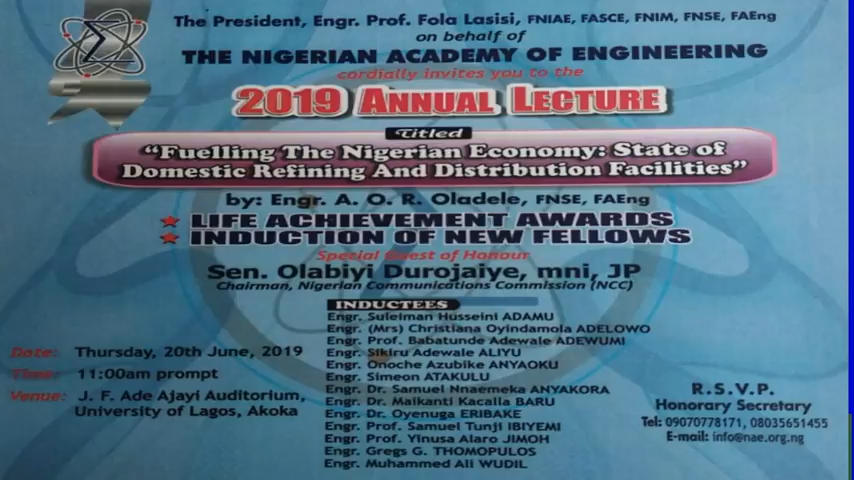 The President, Engr. Prof. Fola Lasisi, FNIAE, FASCE, FNIM, FNSE, FAEng
on behalf of
THE NIGERIAN ACADEMY OF ENGINEERING
cordially invites you to the
2019 ANNUAL LECTURE
Titled
“Fuelling The Nigerian Economy: State of
Domestic Refining And Distribution Facilities”
by: Engr. A. O. R. Oladele, FNSE, FAEng
★ LIFE ACHIEVEMENT AWARDS
★ INDUCTION OF NEW FELLOWS
Special Guest of Honour
Sen. Olabiyi Durojaiye, mni, JP
Chairman, Nigerian Communications Commission (NCC)
INDUCTEES
Engr. Suleiman Husseini ADAMU
Engr. (Mrs) Christiana Oyindamola ADELOWO
Engr. Prof. Babatunde Adewale ADEWUMI
Engr. Sikiru Adewale ALIYU
Engr. Onoche Azubike ANYAOKU
Engr. Simeon ATAKULU
Engr. Dr. Samuel Nnaemeka ANYAKORA
Engr. Dr. Maikanti Kacalla BARU
Engr. Dr. Oyenuga ERIBAKE
Engr. Prof. Samuel Tunji IBIYEMI
Engr. Prof. Yinusa Alaro JIMOH
Engr. Gregs G. THOMOPULOS
Engr. Muhammed Ali WUDIL
Date: Thursday, 20th June, 2019
Time: 11:00am prompt
Venue: J. F. Ade Ajayi Auditorium,
University of Lagos, Akoka
R.S.V.P.
Honorary Secretary
Tel: 09070778171, 08035651455
E-mail: info@nae.org.ng